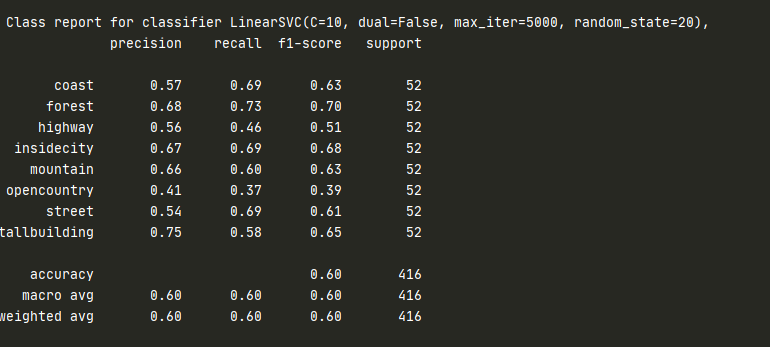 Class report for classifier LinearSVC(C=10, dual=False, max_iter=5000, random_state=20),
precision recall f1-score support
coast 0.57 0.69 0.63 52
forest 0.68 0.73 0.70 52
highway 0.56 0.46 0.51 52
insidecity 0.67 0.69 0.68 52
mountain 0.66 0.60 0.63 52
opencountry 0.41 0.37 0.39 52
street 0.54 0.69 0.61 52
tallbuilding 0.75 0.58 0.65 52
accuracy 0.60 416
macro avg 0.60 0.60 0.60 416
weighted avg 0.60 0.60 0.60 416